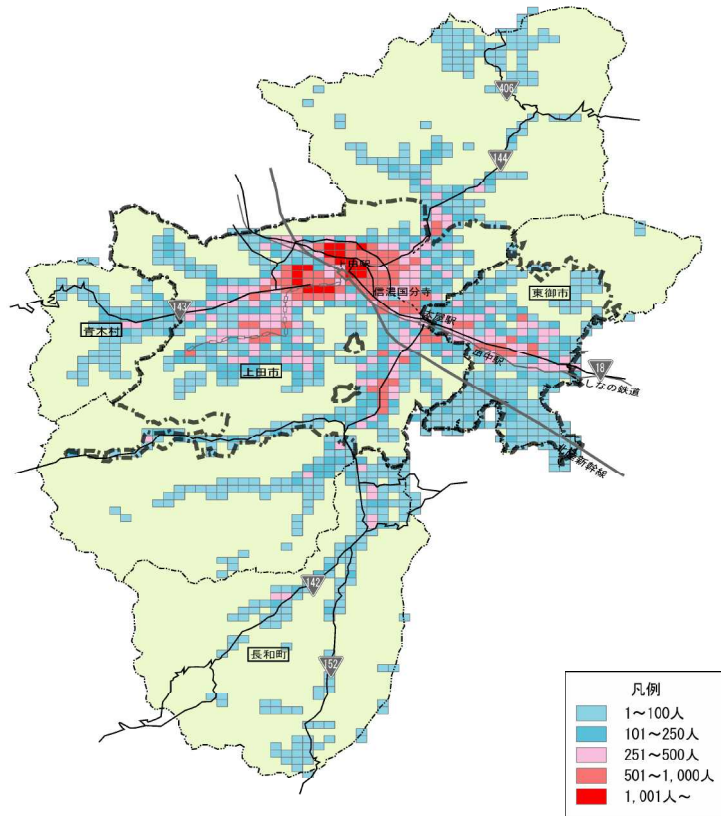 406
144
上田駅
信濃国分寺
東御市
143
大屋駅
青木村
田中駅
上田市
18
しなの鉄道
北陸新幹線
142
長和町
152
凡例
1～100人
101～250人
251～500人
501～1,000人
1,001人～